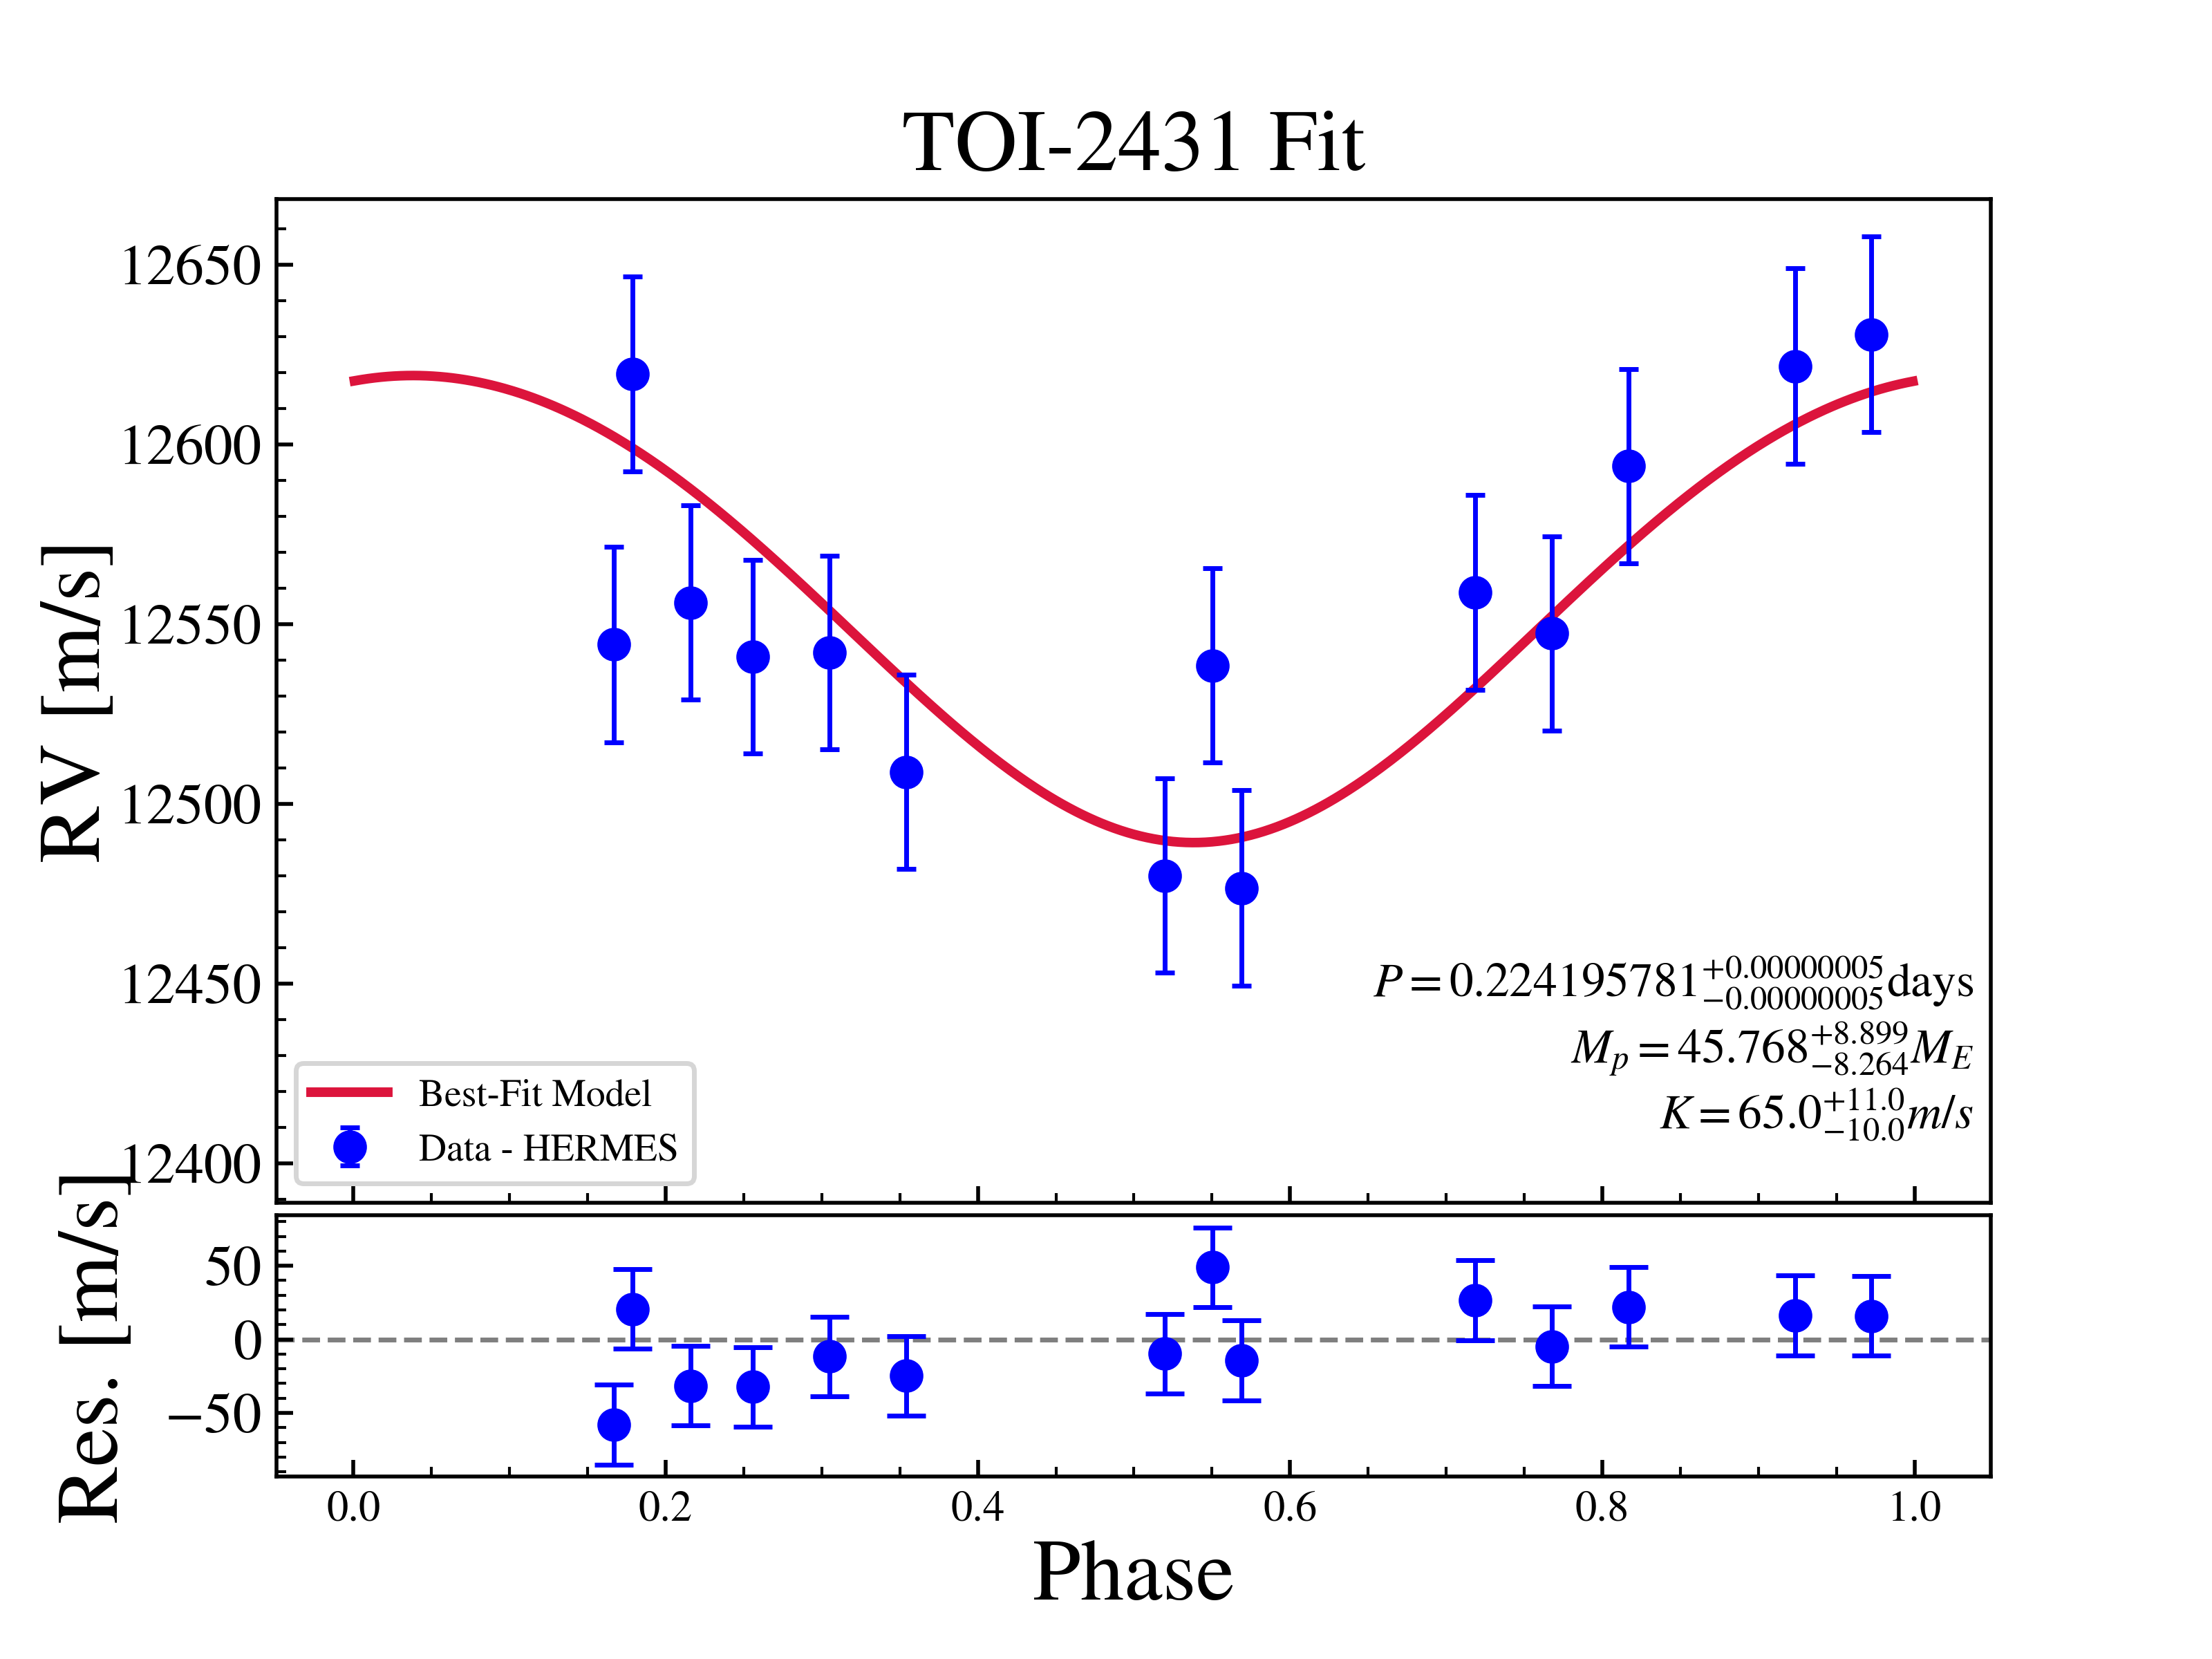 TOI-2431 Fit
RV [m/s]
12650
12600
12550
12500
12450
12400
P = 0.224195781 +0.00000005 −0.00000005 days
M_p = 45.768 +8.899 −8.264 M_E
K = 65.0 +11.0 −10.0 m/s
Best-Fit Model
Data - HERMES
Res. [m/s]
50
0
−50
0.0 0.2 0.4 0.6 0.8 1.0
Phase